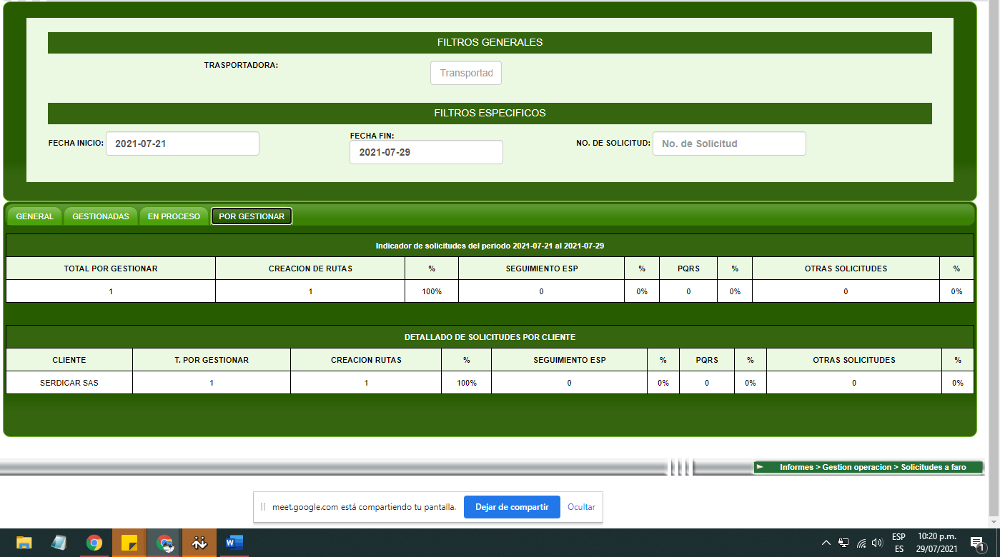 FILTROS GENERALES
TRASPORTADORA: Transportad
FILTROS ESPECIFICOS
FECHA INICIO: 2021-07-21 FECHA FIN: 2021-07-29 NO. DE SOLICITUD: No. de Solicitud
GENERAL GESTIONADAS EN PROCESO POR GESTIONAR
Indicador de solicitudes del periodo 2021-07-21 al 2021-07-29
TOTAL POR GESTIONAR CREACION DE RUTAS % SEGUIMIENTO ESP % PQRS % OTRAS SOLICITUDES %
1 1 100% 0 0% 0 0% 0 0%
DETALLADO DE SOLICITUDES POR CLIENTE
CLIENTE T. POR GESTIONAR CREACION RUTAS % SEGUIMIENTO ESP % PQRS % OTRAS SOLICITUDES %
SERDICAR SAS 1 1 100% 0 0% 0 0% 0 0%
Informes > Gestion operacion > Solicitudes a faro
meet.google.com está compartiendo tu pantalla. Dejar de compartir Ocultar
ESP 10:20 p.m.
ES 29/07/2021 1